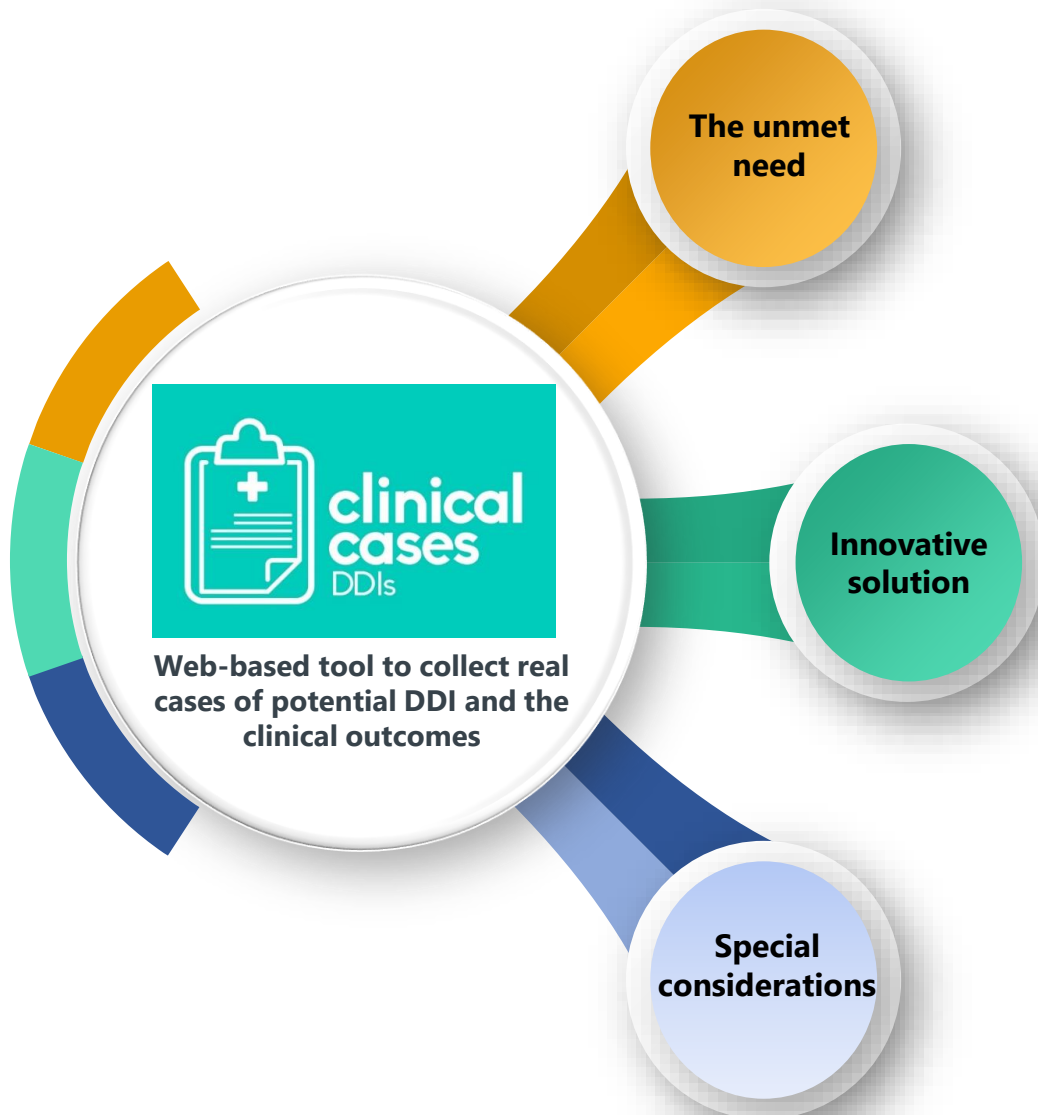 The unmet
need
clinical
cases
DDIs
Web-based tool to collect real
cases of potential DDI and the
clinical outcomes
Innovative
solution
Special
considerations